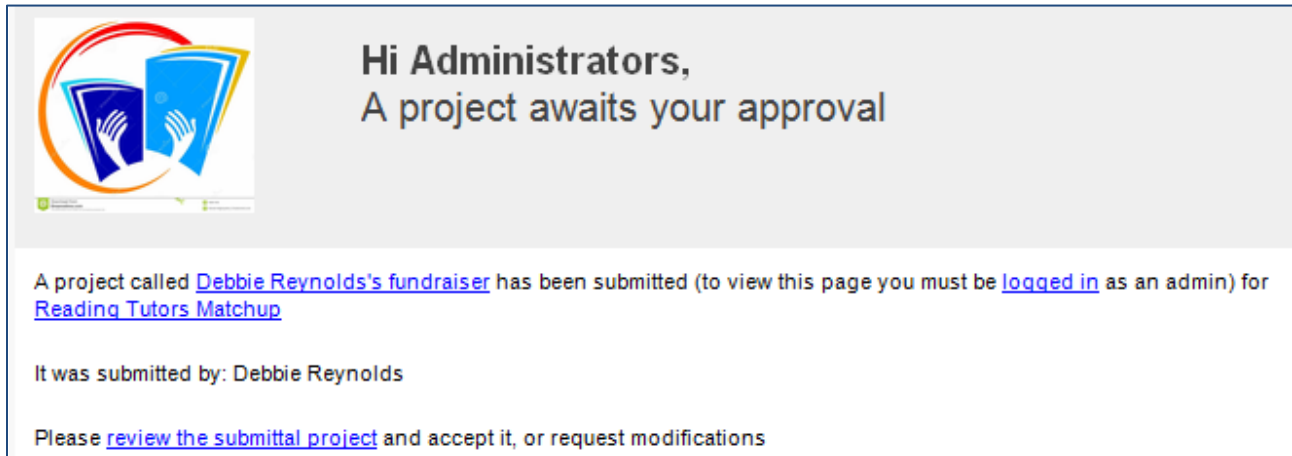 Hi Administrators,
A project awaits your approval
A project called Debbie Reynolds's fundraiser has been submitted (to view this page you must be logged in as an admin) for
Reading Tutors Matchup
It was submitted by: Debbie Reynolds
Please review the submittal project and accept it, or request modifications